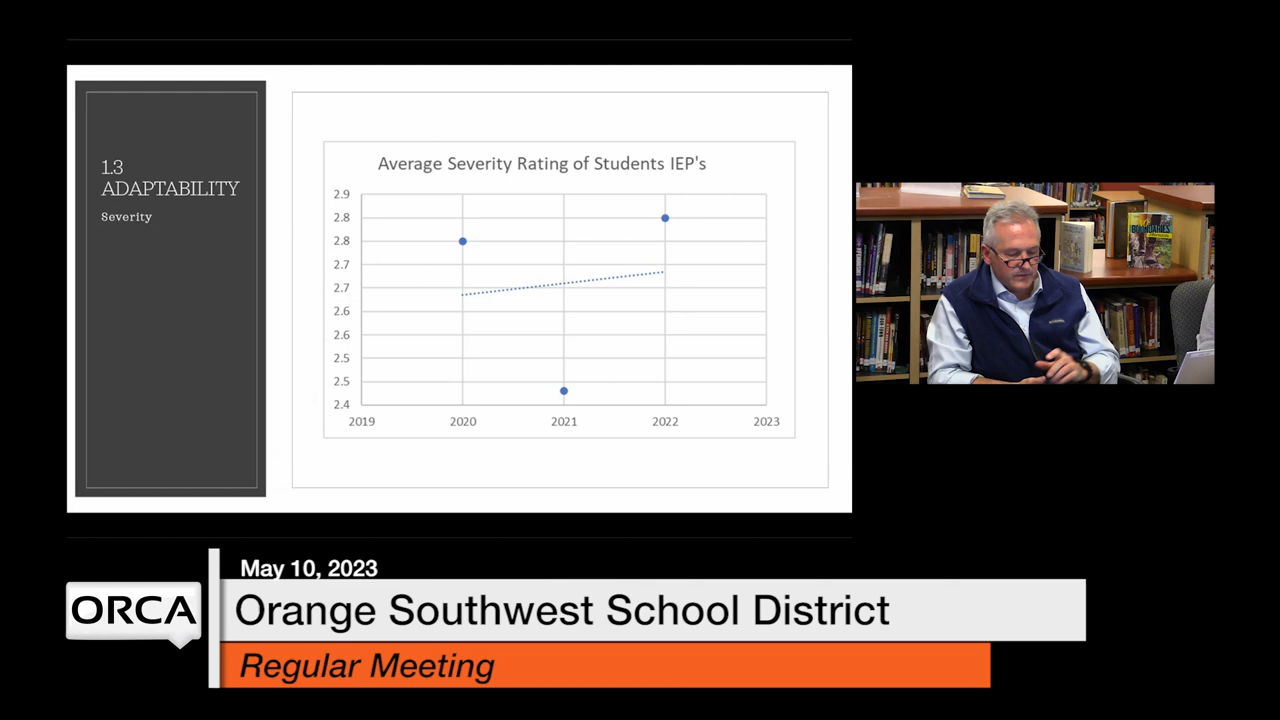 1.3
ADAPTABILITY
Severity
Average Severity Rating of Students IEP's
2.9
2.8
2.8
2.7
2.7
2.6
2.6
2.5
2.5
2.4
2019 2020 2021 2022 2023
BOUNDARIES
May 10, 2023
ORCA
Orange Southwest School District
Regular Meeting